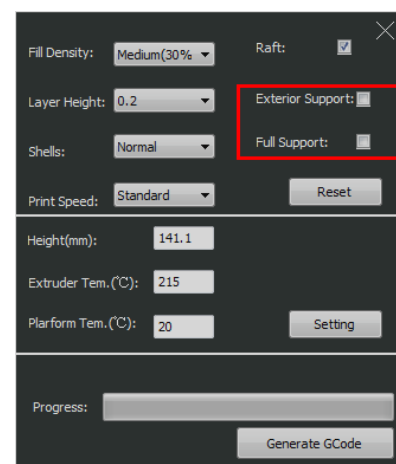 Fill Density: Medium(30%
Raft:
Layer Height: 0.2
Exterior Support:
Shells: Normal
Full Support:
Print Speed: Standard
Reset
Height(mm): 141.1
Extruder Tem.(℃): 215
Plarform Tem.(℃): 20
Setting
Progress:
Generate GCode